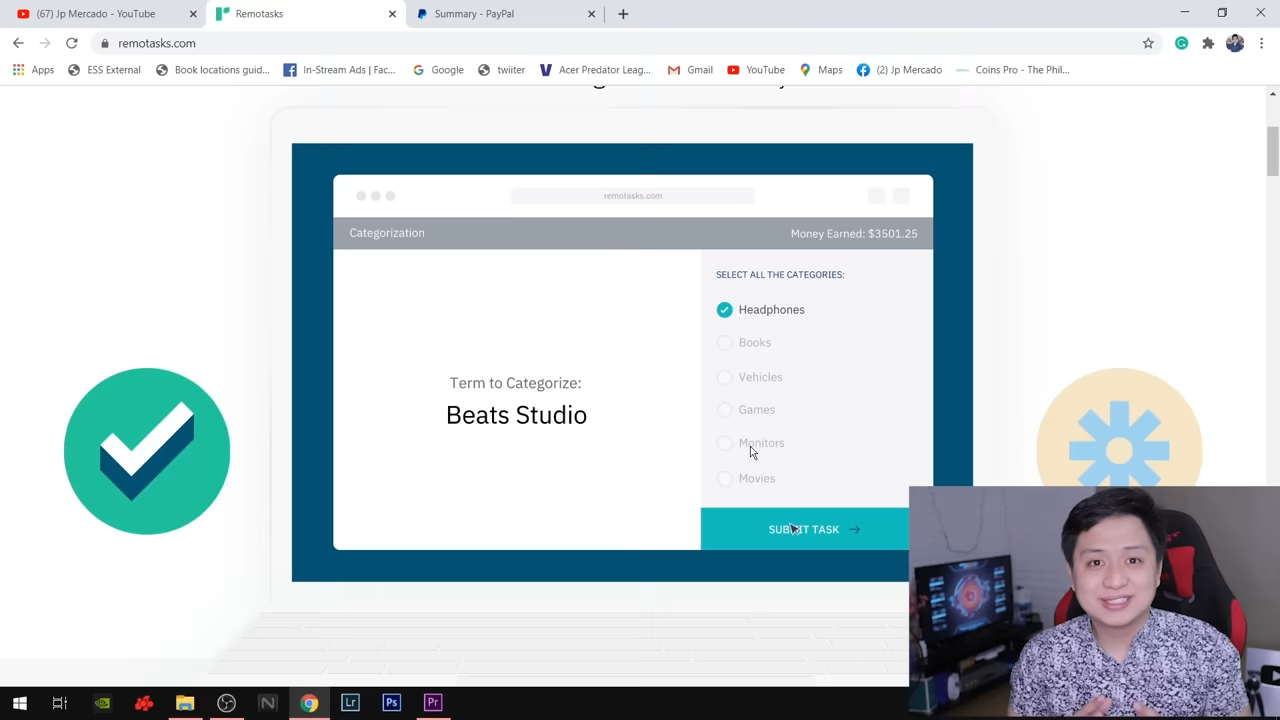 (67) Jp Mercado - YouTube
Remotasks
Summary - PayPal
remotasks.com
Apps
ESS External
Book locations guid...
In-Stream Ads | Fac...
Google
twiiter
Acer Predator Leag...
Gmail
YouTube
Maps
(2) Jp Mercado
Coins Pro - The Phil...
remotasks.com
Categorization
Money Earned: $3501.25
SELECT ALL THE CATEGORIES:
Headphones
Books
Vehicles
Games
Monitors
Movies
Term to Categorize:
Beats Studio
SUBMIT TASK
Lr
Ps
Pr